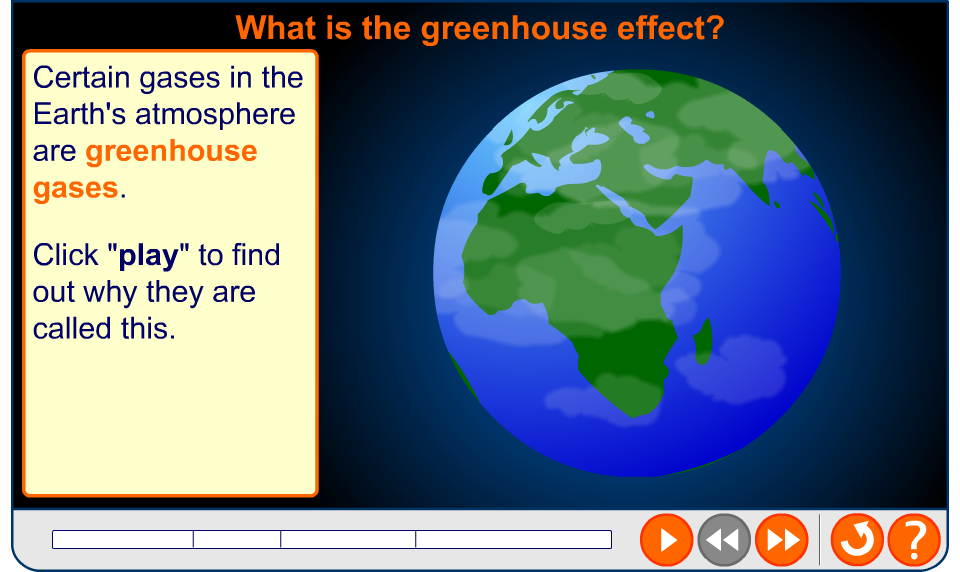 What is the greenhouse effect?
Certain gases in the
Earth's atmosphere
are greenhouse
gases.
Click "play" to find
out why they are
called this.
?